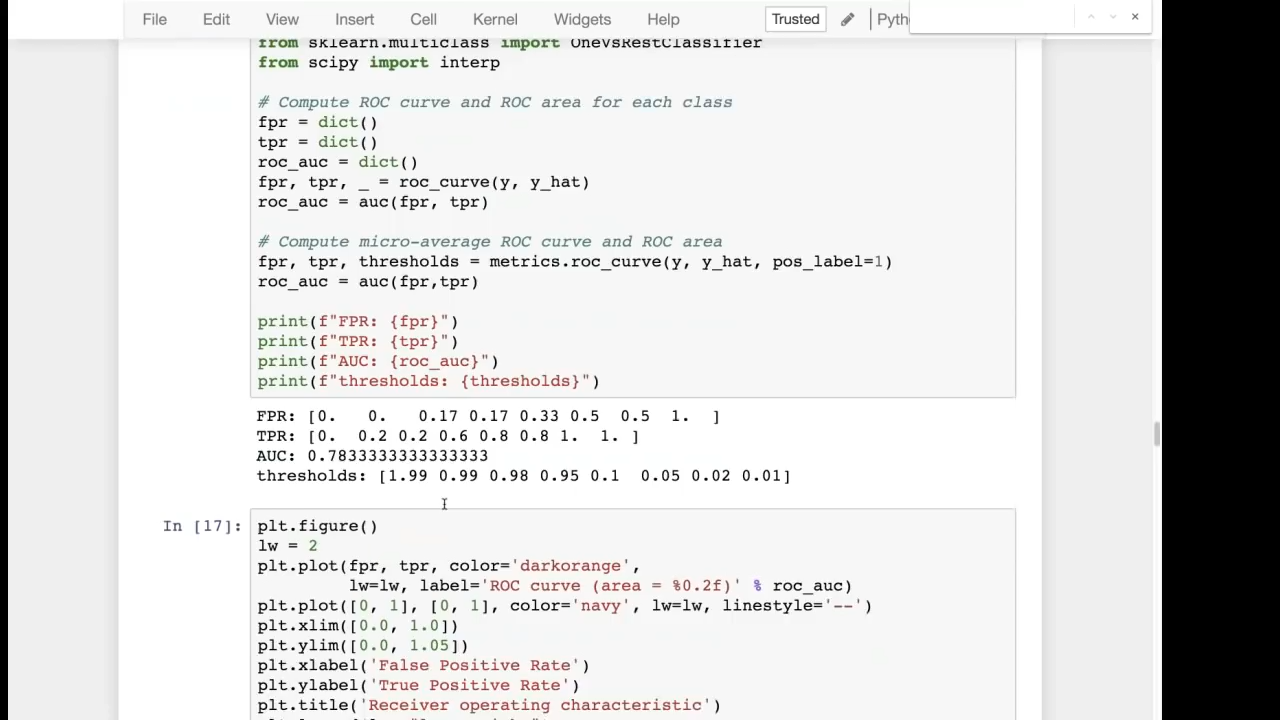 File Edit View Insert Cell Kernel Widgets Help Trusted Pyth
from sklearn.multiclass import OneVsRestClassifier
from scipy import interp
# Compute ROC curve and ROC area for each class
fpr = dict()
tpr = dict()
roc_auc = dict()
fpr, tpr, _ = roc_curve(y, y_hat)
roc_auc = auc(fpr, tpr)
# Compute micro-average ROC curve and ROC area
fpr, tpr, thresholds = metrics.roc_curve(y, y_hat, pos_label=1)
roc_auc = auc(fpr,tpr)
print(f"FPR: {fpr}")
print(f"TPR: {tpr}")
print(f"AUC: {roc_auc}")
print(f"thresholds: {thresholds}")
FPR: [0. 0. 0.17 0.17 0.33 0.5 0.5 1. ]
TPR: [0. 0.2 0.2 0.6 0.8 0.8 1. 1. ]
AUC: 0.7833333333333333
thresholds: [1.99 0.99 0.98 0.95 0.1 0.05 0.02 0.01]
In [17]: plt.figure()
lw = 2
plt.plot(fpr, tpr, color='darkorange',
lw=lw, label='ROC curve (area = %0.2f)' % roc_auc)
plt.plot([0, 1], [0, 1], color='navy', lw=lw, linestyle='--')
plt.xlim([0.0, 1.0])
plt.ylim([0.0, 1.05])
plt.xlabel('False Positive Rate')
plt.ylabel('True Positive Rate')
plt.title('Receiver operating characteristic')